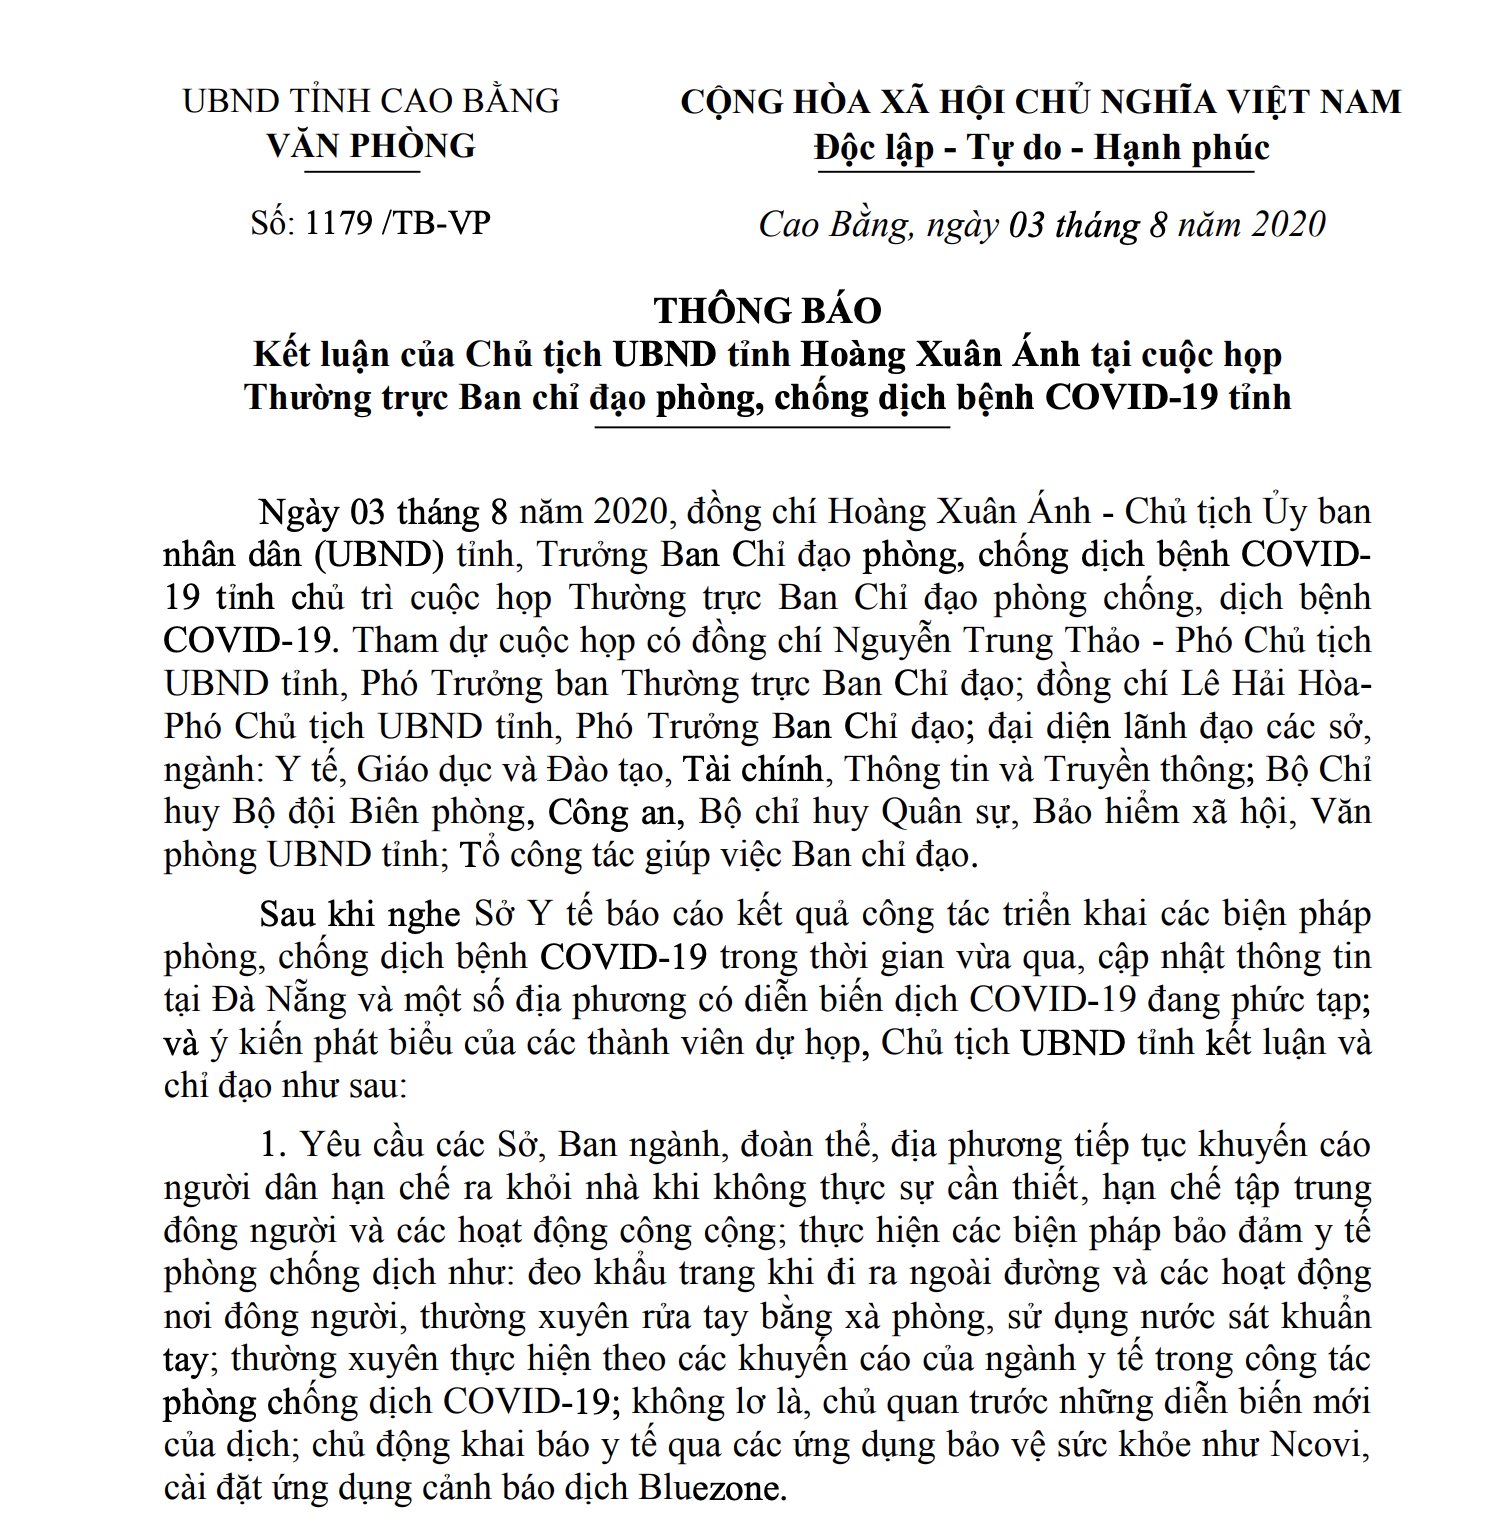 UBND TỈNH CAO BẰNG
VĂN PHÒNG
Số: 1179 /TB-VP
CỘNG HÒA XÃ HỘI CHỦ NGHĨA VIỆT NAM
Độc lập - Tự do - Hạnh phúc
Cao Bằng, ngày 03 tháng 8 năm 2020
THÔNG BÁO
Kết luận của Chủ tịch UBND tỉnh Hoàng Xuân Ánh tại cuộc họp
Thường trực Ban chỉ đạo phòng, chống dịch bệnh COVID-19 tỉnh
Ngày 03 tháng 8 năm 2020, đồng chí Hoàng Xuân Ánh - Chủ tịch Ủy ban
nhân dân (UBND) tỉnh, Trưởng Ban Chỉ đạo phòng, chống dịch bệnh COVID-
19 tỉnh chủ trì cuộc họp Thường trực Ban Chỉ đạo phòng chống, dịch bệnh
COVID-19. Tham dự cuộc họp có đồng chí Nguyễn Trung Thảo - Phó Chủ tịch
UBND tỉnh, Phó Trưởng ban Thường trực Ban Chỉ đạo; đồng chí Lê Hải Hòa-
Phó Chủ tịch UBND tỉnh, Phó Trưởng Ban Chỉ đạo; đại diện lãnh đạo các sở,
ngành: Y tế, Giáo dục và Đào tạo, Tài chính, Thông tin và Truyền thông; Bộ Chỉ
huy Bộ đội Biên phòng, Công an, Bộ chỉ huy Quân sự, Bảo hiểm xã hội, Văn
phòng UBND tỉnh; Tổ công tác giúp việc Ban chỉ đạo.
Sau khi nghe Sở Y tế báo cáo kết quả công tác triển khai các biện pháp
phòng, chống dịch bệnh COVID-19 trong thời gian vừa qua, cập nhật thông tin
tại Đà Nẵng và một số địa phương có diễn biến dịch COVID-19 đang phức tạp;
và ý kiến phát biểu của các thành viên dự họp, Chủ tịch UBND tỉnh kết luận và
chỉ đạo như sau:
1. Yêu cầu các Sở, Ban ngành, đoàn thể, địa phương tiếp tục khuyến cáo
người dân hạn chế ra khỏi nhà khi không thực sự cần thiết, hạn chế tập trung
đông người và các hoạt động công cộng; thực hiện các biện pháp bảo đảm y tế
phòng chống dịch như: đeo khẩu trang khi đi ra ngoài đường và các hoạt động
nơi đông người, thường xuyên rửa tay bằng xà phòng, sử dụng nước sát khuẩn
tay; thường xuyên thực hiện theo các khuyến cáo của ngành y tế trong công tác
phòng chống dịch COVID-19; không lơ là, chủ quan trước những diễn biến mới
của dịch; chủ động khai báo y tế qua các ứng dụng bảo vệ sức khỏe như Ncovi,
cài đặt ứng dụng cảnh báo dịch Bluezone.